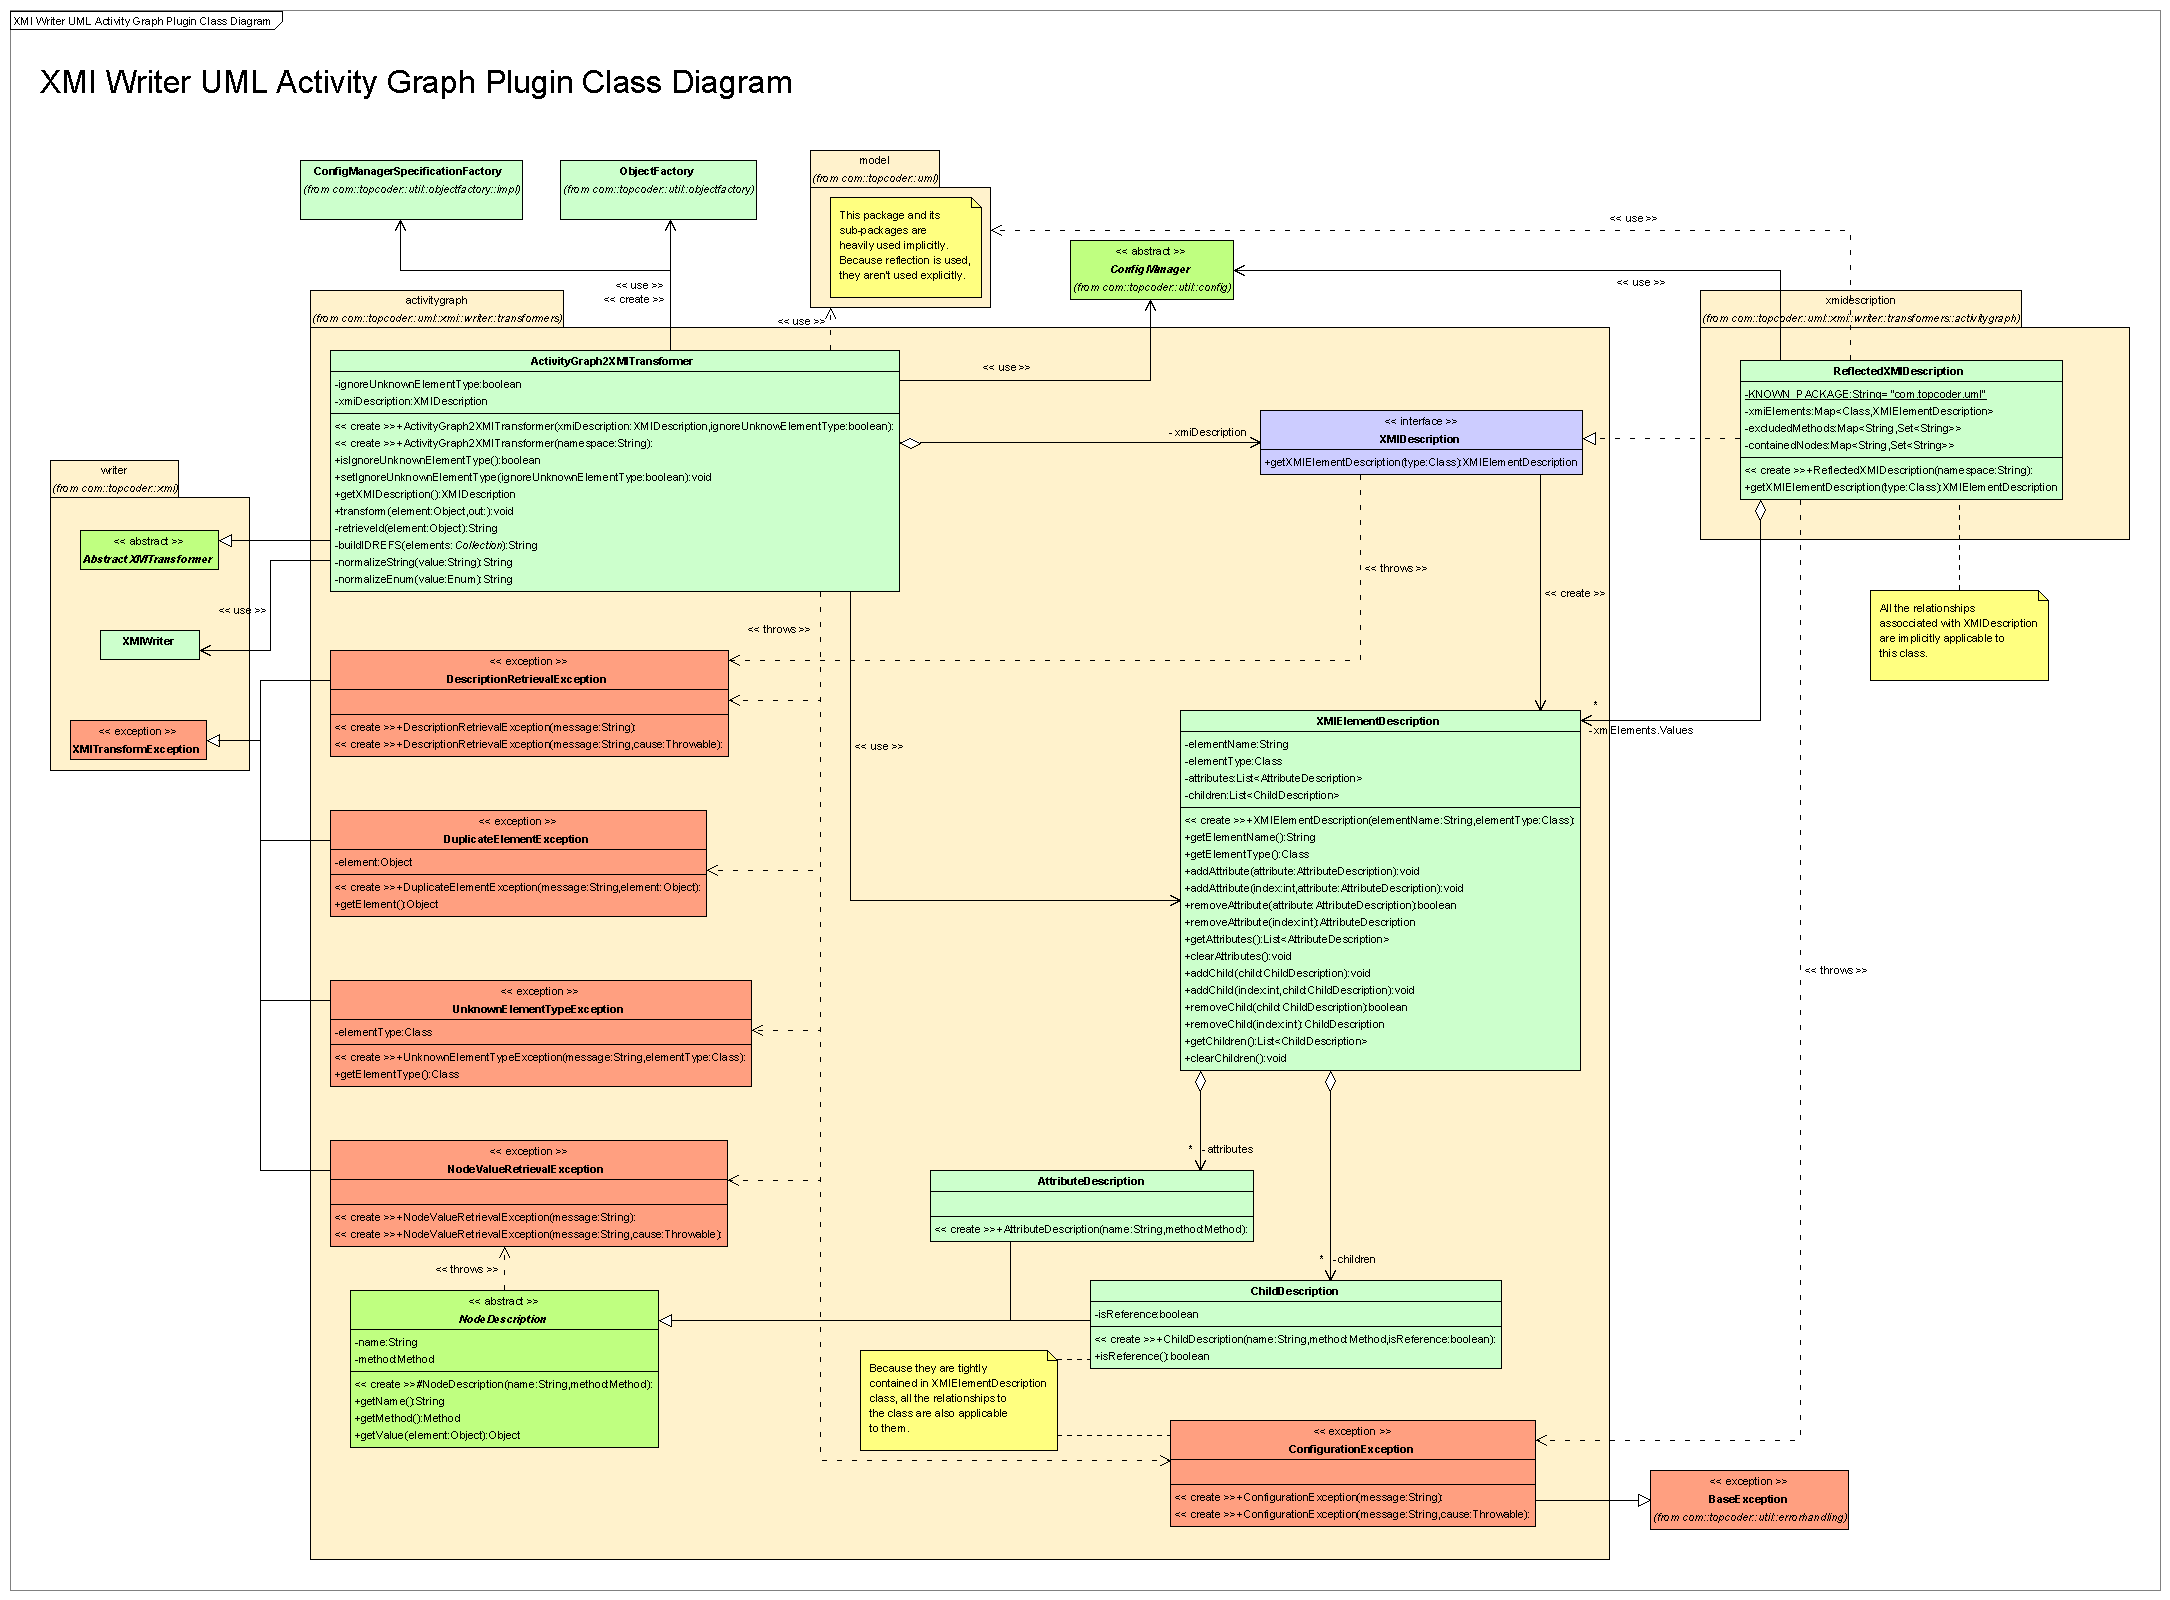 XMI Writer UML Activity Graph Plugin Class Diagram
XMI Writer UML Activity Graph Plugin Class Diagram
ConfigManagerSpecificationFactory
(from com::topcoder::util::objectfactory::impl)
ObjectFactory
(from com::topcoder::util::objectfactory)
model
(from com::topcoder::uml)
This package and its
sub-packages are
heavily used implicitly.
Because reflection is used,
they aren't used explicitly.
<< use >>
<< abstract >>
ConfigManager
(from com::topcoder::util::config)
<< use >>
<< use >>
<< create >>
<< use >>
activitygraph
(from com::topcoder::uml::xmi::writer::transformers)
xmidescription
(from com::topcoder::uml::xmi::writer::transformers::activitygraph)
ActivityGraph2XMITransformer
-ignoreUnknownElementType:boolean
-xmiDescription:XMIDescription
<< create >>+ActivityGraph2XMITransformer(xmiDescription:XMIDescription,ignoreUnknowElementType:boolean):
<< create >>+ActivityGraph2XMITransformer(namespace:String):
+isIgnoreUnknownElementType():boolean
+setIgnoreUnknownElementType(ignoreUnknownElementType:boolean):void
+getXMIDescription():XMIDescription
+transform(element:Object,out:):void
-retrieveId(element:Object):String
-buildIDREFS(elements: Collection):String
-normalizeString(value:String):String
-normalizeEnum(value:Enum):String
<< use >>
-xmiDescription
<< interface >>
XMIDescription
+getXMIElementDescription(type:Class):XMIElementDescription
ReflectedXMIDescription
-KNOWN_PACKAGE:String= "com.topcoder.uml"
-xmiElements:Map<Class,XMIElementDescription>
-excludedMethods:Map<String,Set<String>>
-containedNodes:Map<String,Set<String>>
<< create >>+ReflectedXMIDescription(namespace:String):
+getXMIElementDescription(type:Class):XMIElementDescription
writer
(from com::topcoder::xmi)
<< abstract >>
AbstractXMITransformer
<< use >>
XMIWriter
<< exception >>
XMITransformException
<< throws >>
<< throws >>
<< create >>
All the relationships
assocciated with XMIDescription
are implicitly applicable to
this class.
<< exception >>
DescriptionRetrievalException
<< create >>+DescriptionRetrievalException(message:String):
<< create >>+DescriptionRetrievalException(message:String,cause:Throwable):
<< use >>
*
-xmiElements.Values
XMIElementDescription
-elementName:String
-elementType:Class
-attributes:List<AttributeDescription>
-children:List<ChildDescription>
<< create >>+XMIElementDescription(elementName:String,elementType:Class):
+getElementName():String
+getElementType():Class
+addAttribute(attribute:AttributeDescription):void
+addAttribute(index:int,attribute:AttributeDescription):void
+removeAttribute(attribute:AttributeDescription):boolean
+removeAttribute(index:int):AttributeDescription
+getAttributes():List<AttributeDescription>
+clearAttributes():void
+addChild(child:ChildDescription):void
+addChild(index:int,child:ChildDescription):void
+removeChild(child:ChildDescription):boolean
+removeChild(index:int):ChildDescription
+getChildren():List<ChildDescription>
+clearChildren():void
<< exception >>
DuplicateElementException
-element:Object
<< create >>+DuplicateElementException(message:String,element:Object):
+getElement():Object
<< throws >>
<< exception >>
UnknownElementTypeException
-elementType:Class
<< create >>+UnknownElementTypeException(message:String,elementType:Class):
+getElementType():Class
<< exception >>
NodeValueRetrievalException
<< create >>+NodeValueRetrievalException(message:String):
<< create >>+NodeValueRetrievalException(message:String,cause:Throwable):
* -attributes
AttributeDescription
<< create >>+AttributeDescription(name:String,method:Method):
* -children
<< throws >>
<< abstract >>
NodeDescription
-name:String
-method:Method
<< create >>#NodeDescription(name:String,method:Method):
+getName():String
+getMethod():Method
+getValue(element:Object):Object
ChildDescription
-isReference:boolean
<< create >>+ChildDescription(name:String,method:Method,isReference:boolean):
+isReference():boolean
Because they are tightly
contained in XMIElementDescription
class, all the relationships to
the class are also applicable
to them.
<< exception >>
ConfigurationException
<< create >>+ConfigurationException(message:String):
<< create >>+ConfigurationException(message:String,cause:Throwable):
<< exception >>
BaseException
(from com::topcoder::util::errorhandling)